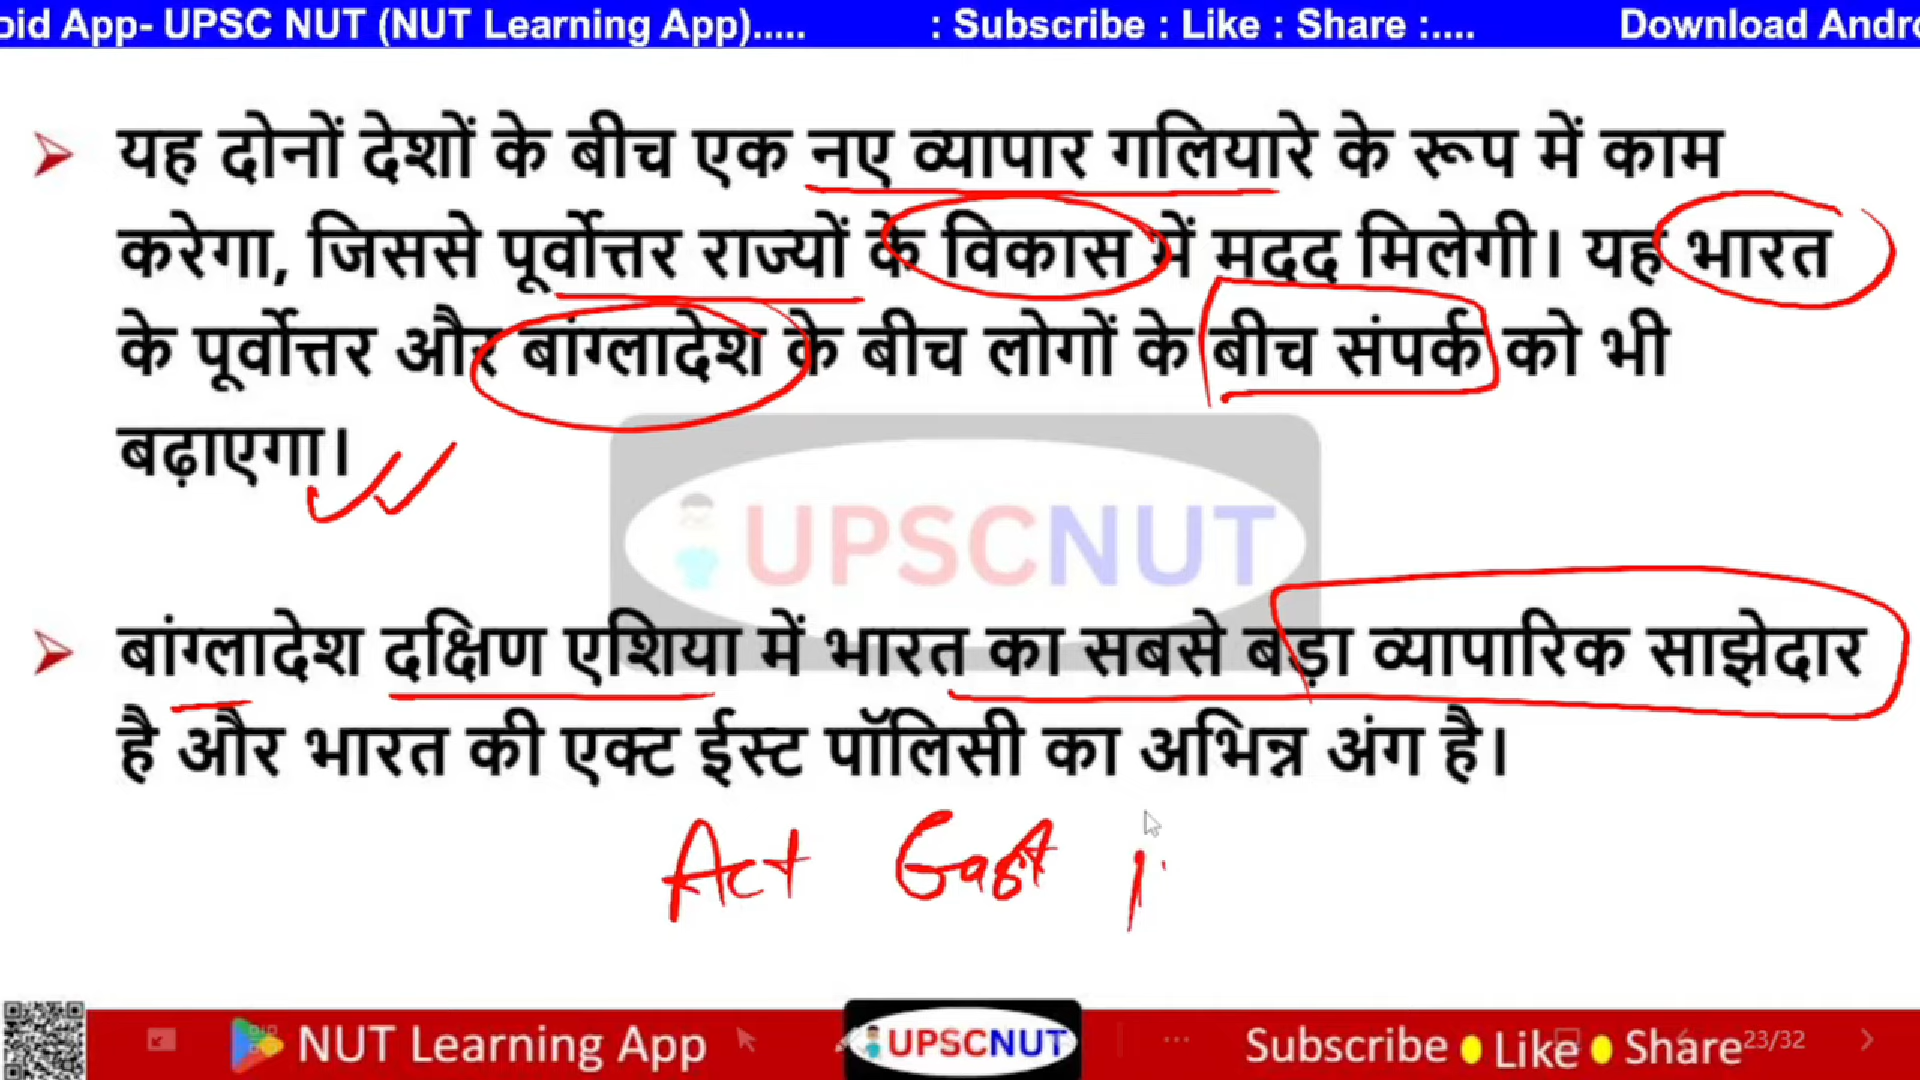 oid App- UPSC NUT (NUT Learning App)..... : Subscribe : Like : Share :.... Download Andro
यह दोनों देशों के बीच एक नए व्यापार गलियारे के रूप में काम
करेगा, जिससे पूर्वोत्तर राज्यों के विकास में मदद मिलेगी। यह भारत
के पूर्वोत्तर और बांग्लादेश के बीच लोगों के बीच संपर्क को भी
बढ़ाएगा।
UPSCNUT
बांग्लादेश दक्षिण एशिया में भारत का सबसे बड़ा व्यापारिक साझेदार
है और भारत की एक्ट ईस्ट पॉलिसी का अभिन्न अंग है।
Act East
NUT Learning App UPSCNUT Subscribe Like Share 23/32